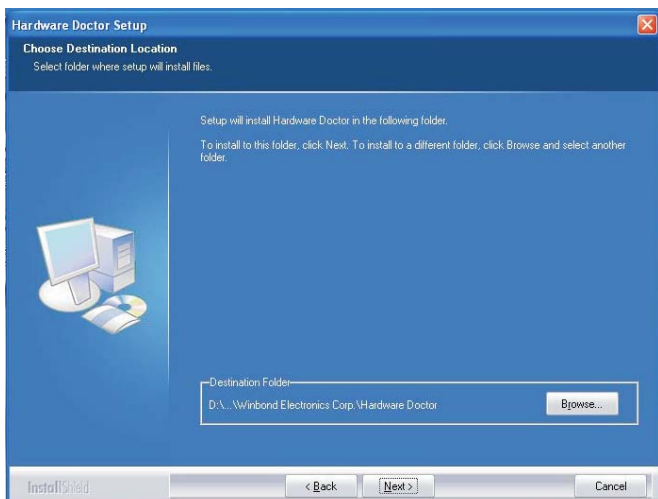 Hardware Doctor Setup
Choose Destination Location
Select folder where setup will install files.
Setup will install Hardware Doctor in the following folder.
To install to this folder, click Next. To install to a different folder, click Browse and select another
folder.
Destination Folder
D:\...\Winbond Electronics Corp.\Hardware Doctor
Browse...
InstallShield
< Back
Next >
Cancel